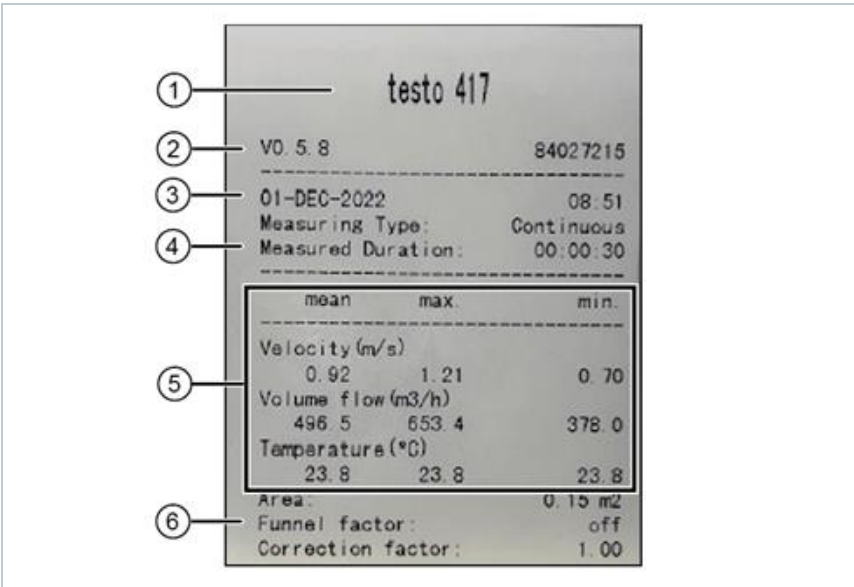 testo 417
V0.5.8 84027215
01-DEC-2022 08:51
Measuring Type: Continuous
Measured Duration: 00:00:30
mean max. min.
Velocity(m/s)
0.92 1.21 0.70
Volume flow(m3/h)
496.5 653.4 378.0
Temperature(°C)
23.8 23.8 23.8
Area: 0.15 m2
Funnel factor: off
Correction factor: 1.00
1
2
3
4
5
6